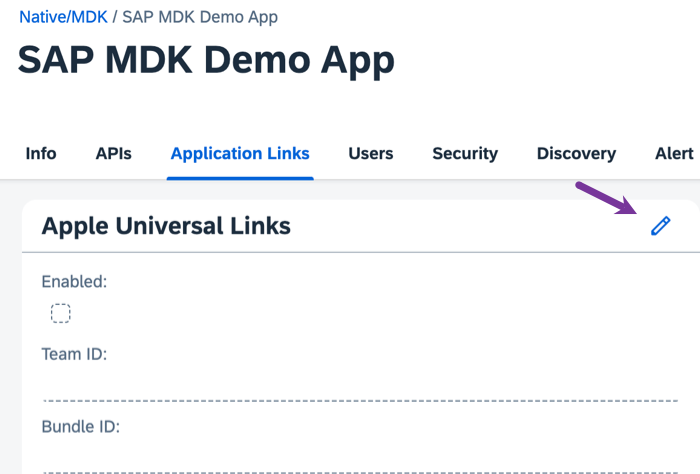 Native/MDK / SAP MDK Demo App
SAP MDK Demo App
Info APIs Application Links Users Security Discovery Alert
Apple Universal Links
Enabled:
Team ID:
Bundle ID: